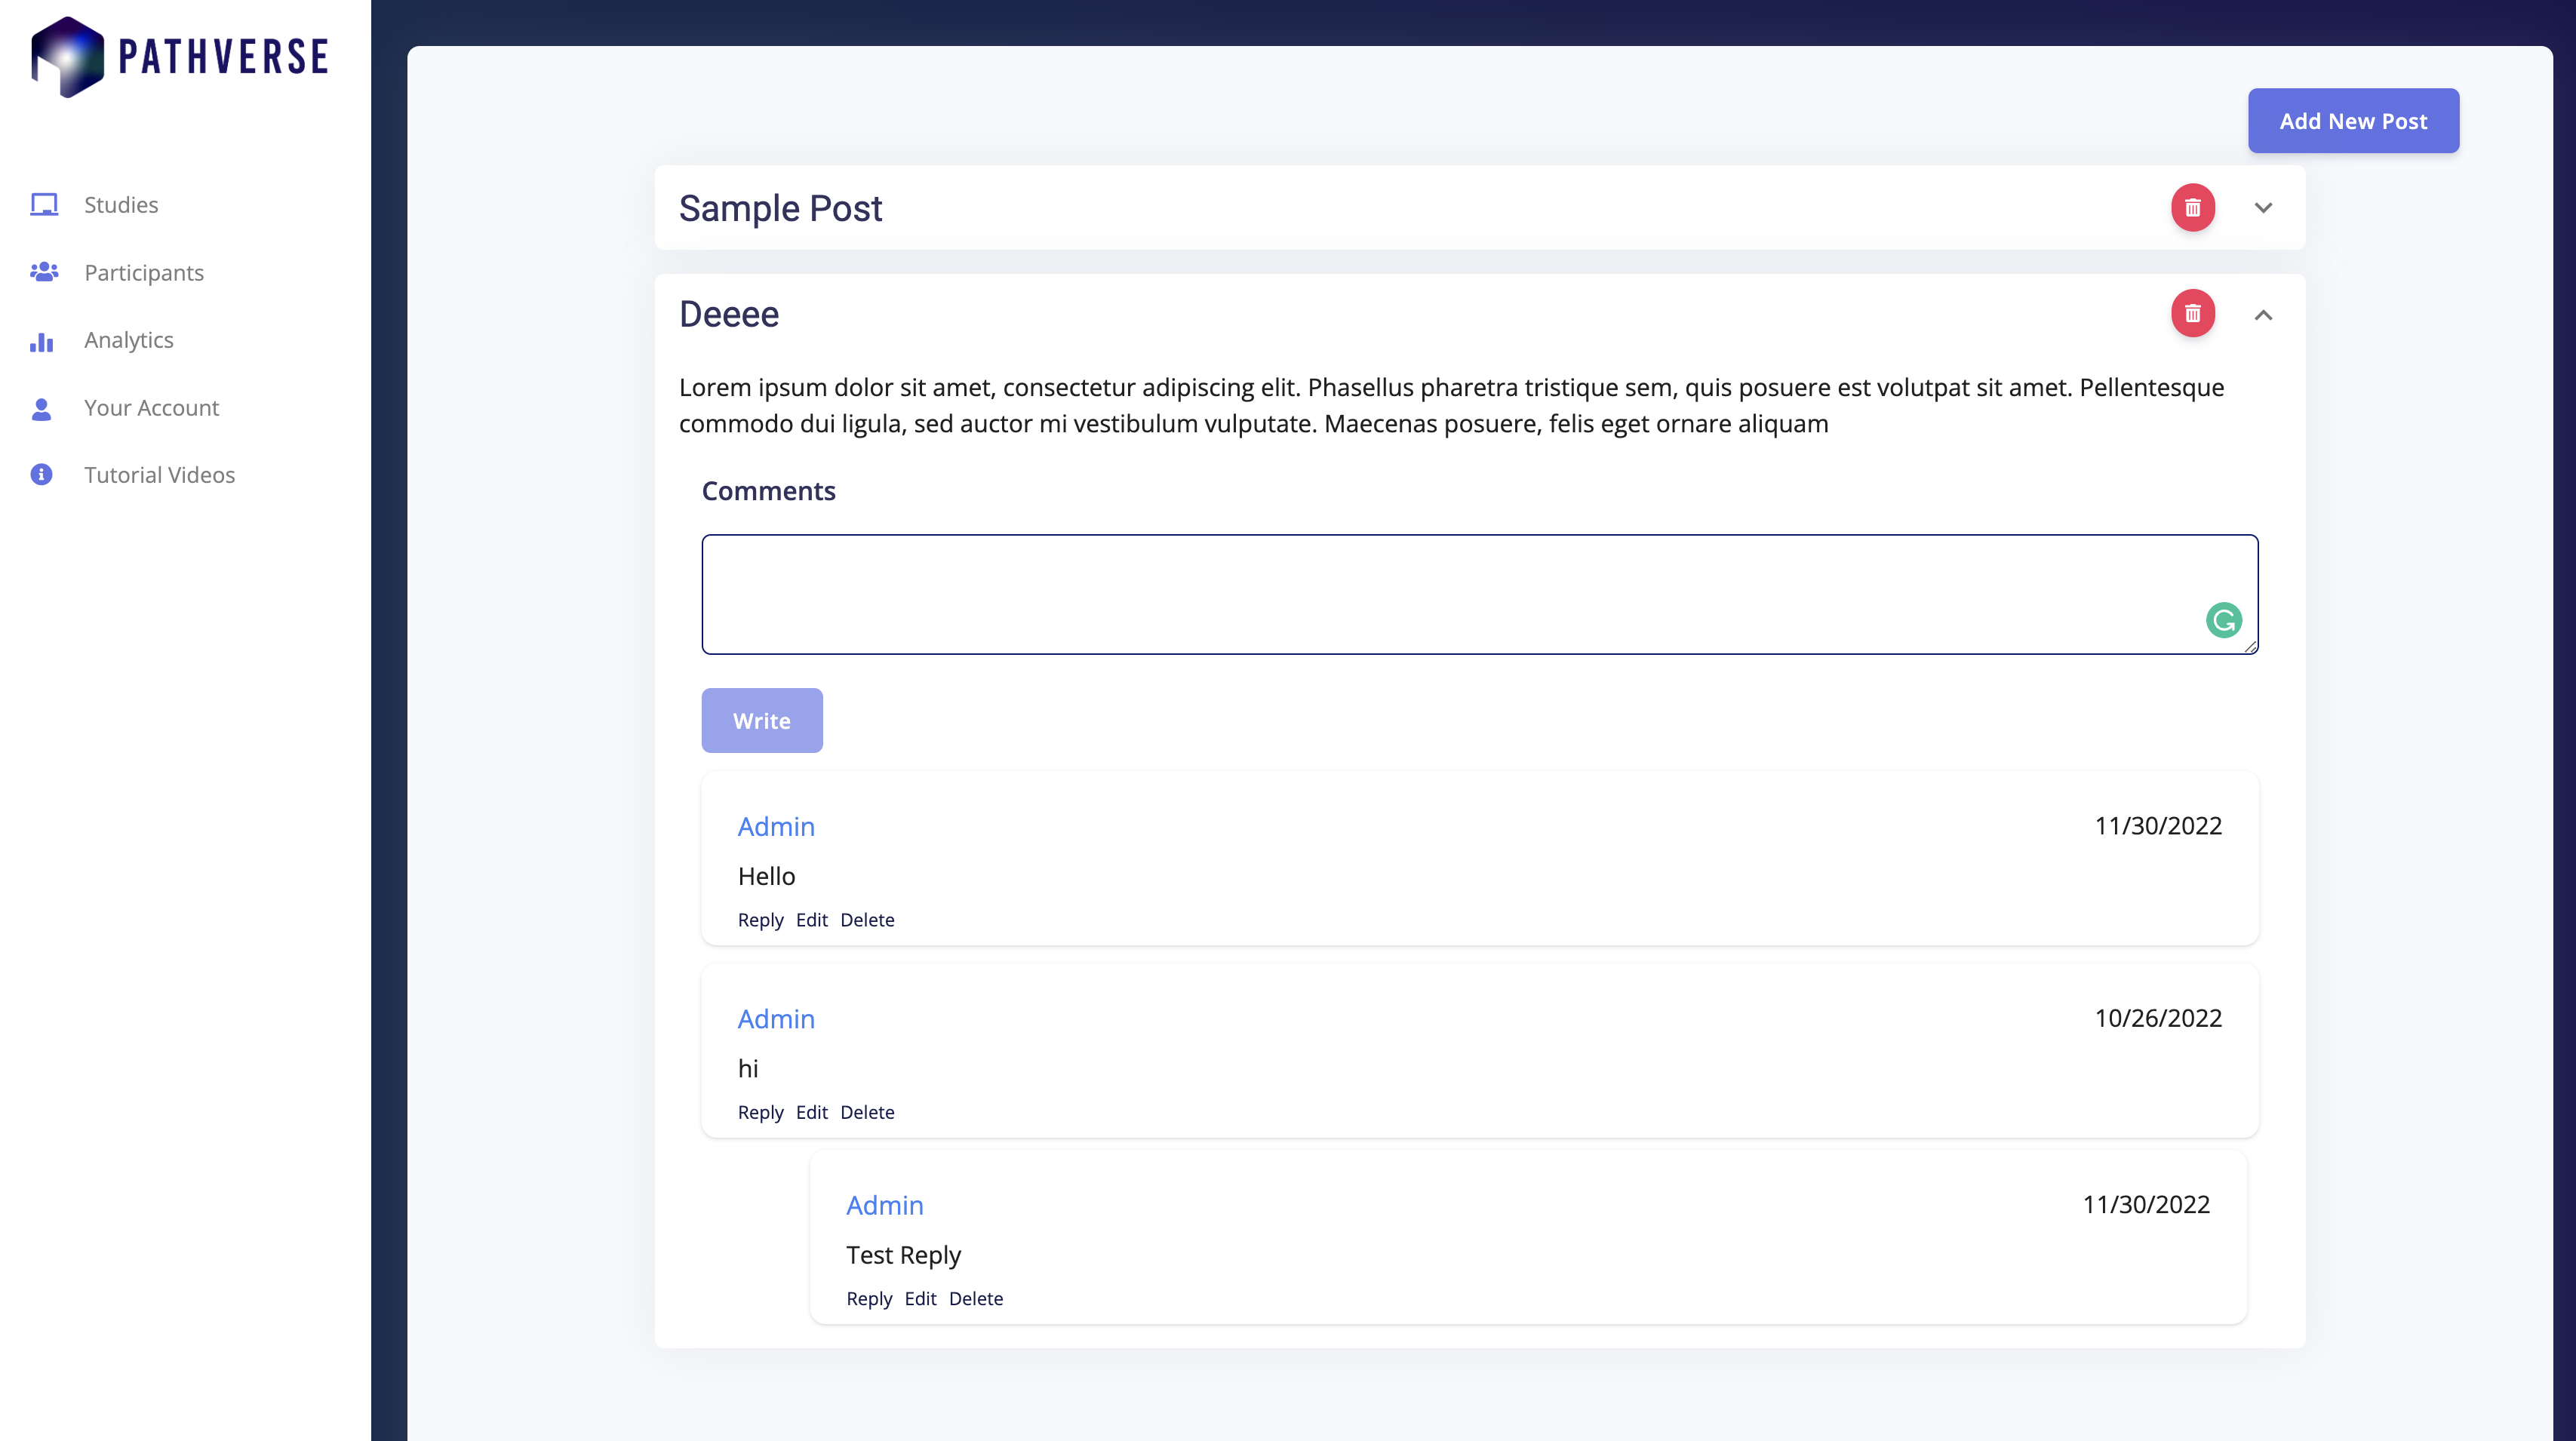 PATHVERSE
Studies
Participants
Analytics
Your Account
Tutorial Videos
Add New Post
Sample Post
Deeee
Lorem ipsum dolor sit amet, consectetur adipiscing elit. Phasellus pharetra tristique sem, quis posuere est volutpat sit amet. Pellentesque
commodo dui ligula, sed auctor mi vestibulum vulputate. Maecenas posuere, felis eget ornare aliquam
Comments
Write
Admin 11/30/2022
Hello
Reply Edit Delete
Admin 10/26/2022
hi
Reply Edit Delete
Admin 11/30/2022
Test Reply
Reply Edit Delete